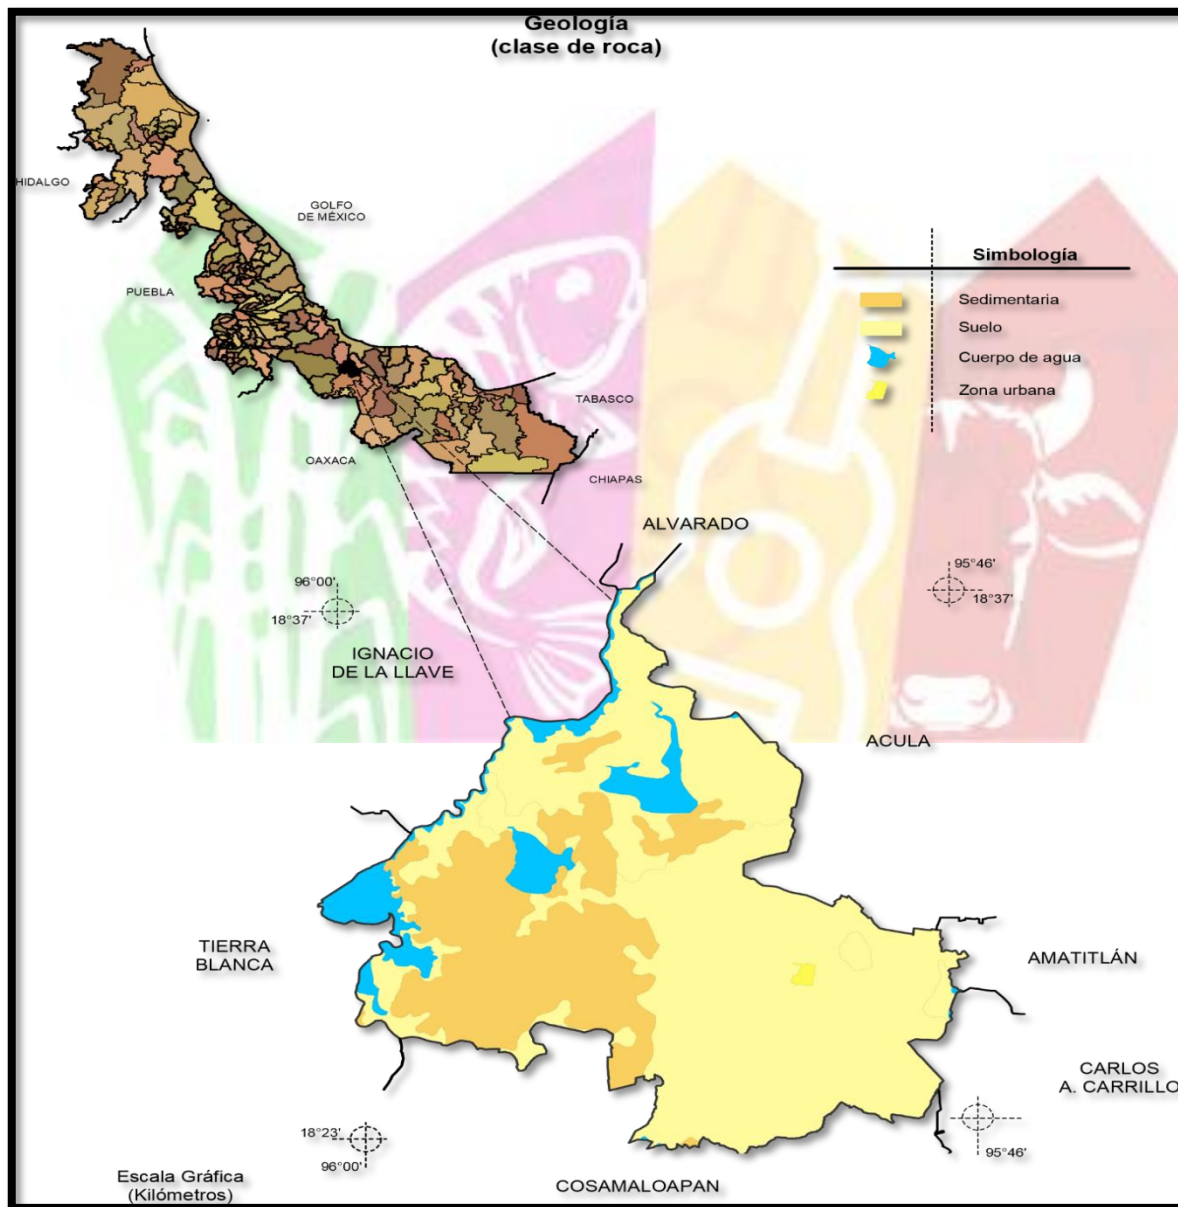 Geología
(clase de roca)
HIDALGO
GOLFO
DE MÉXICO
PUEBLA
Simbología
Sedimentaria
Suelo
Cuerpo de agua
Zona urbana
TABASCO
OAXACA
CHIAPAS
ALVARADO
96°00'
18°37'
95°46'
18°37'
IGNACIO
DE LA LLAVE
ACULA
TIERRA
BLANCA
AMATITLÁN
CARLOS
A. CARRILLO
18°23'
96°00'
95°46'
Escala Gráfica
(Kilómetros)
COSAMALOAPAN